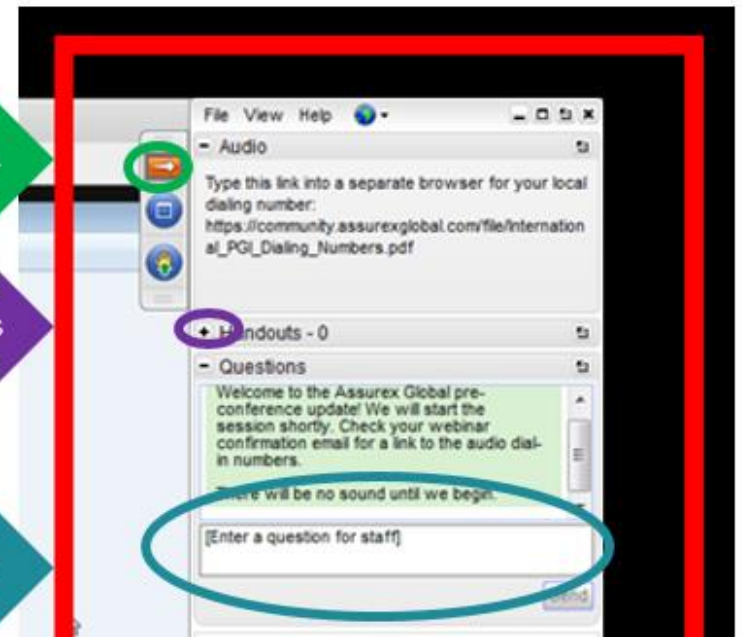 File View Help
- Audio
Type this link into a separate browser for your local
dialing number:
https://community.assurexglobal.com/file/Internation
al_PGI_Dialing_Numbers.pdf
+ Handouts - 0
- Questions
Welcome to the Assurex Global pre-
conference update! We will start the
session shortly. Check your webinar
confirmation email for a link to the audio dial-
in numbers.
There will be no sound until we begin.
[Enter a question for staff]
Send